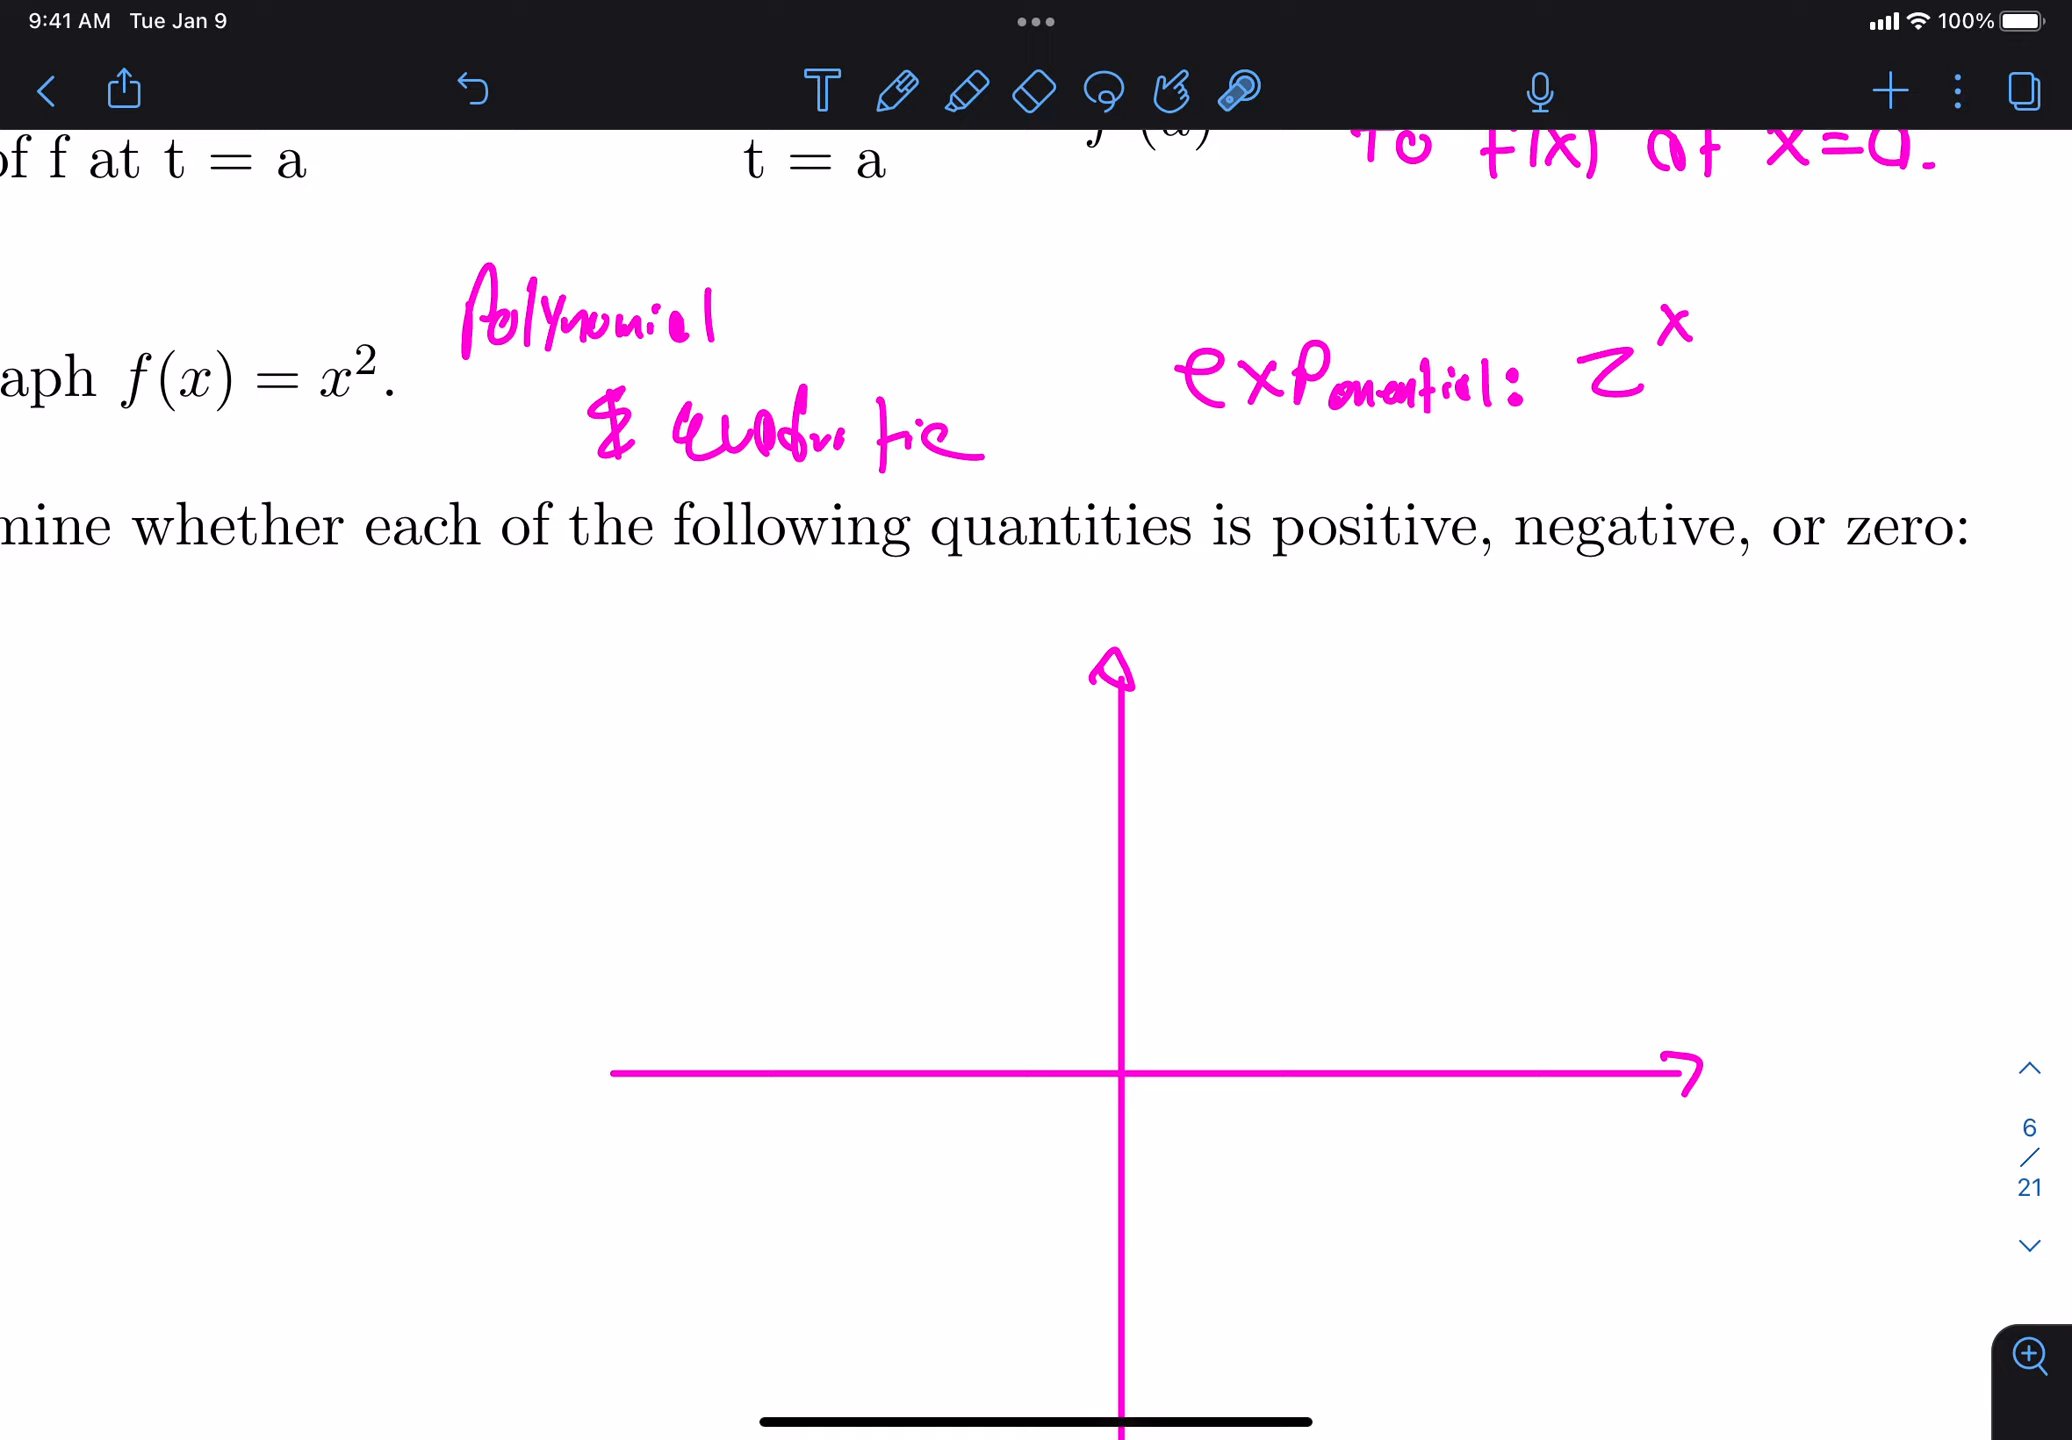 9:41 AM Tue Jan 9
100%
of f at t = a t = a f (a) To f(x) at x=a.
Polynomial
& quadratic
exponential: 2^x
aph f(x) = x².
mine whether each of the following quantities is positive, negative, or zero:
6
/
21